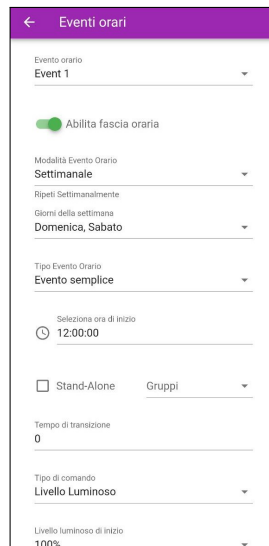 Eventi orari
Evento orario
Event 1
Abilita fascia oraria
Modalità Evento Orario
Settimanale
Ripeti Settimanalmente
Giorni della settimana
Domenica, Sabato
Tipo Evento Orario
Evento semplice
Seleziona ora di inizio
12:00:00
Stand-Alone Gruppi
Tempo di transizione
0
Tipo di comando
Livello Luminoso
Livello luminoso di inizio
100%